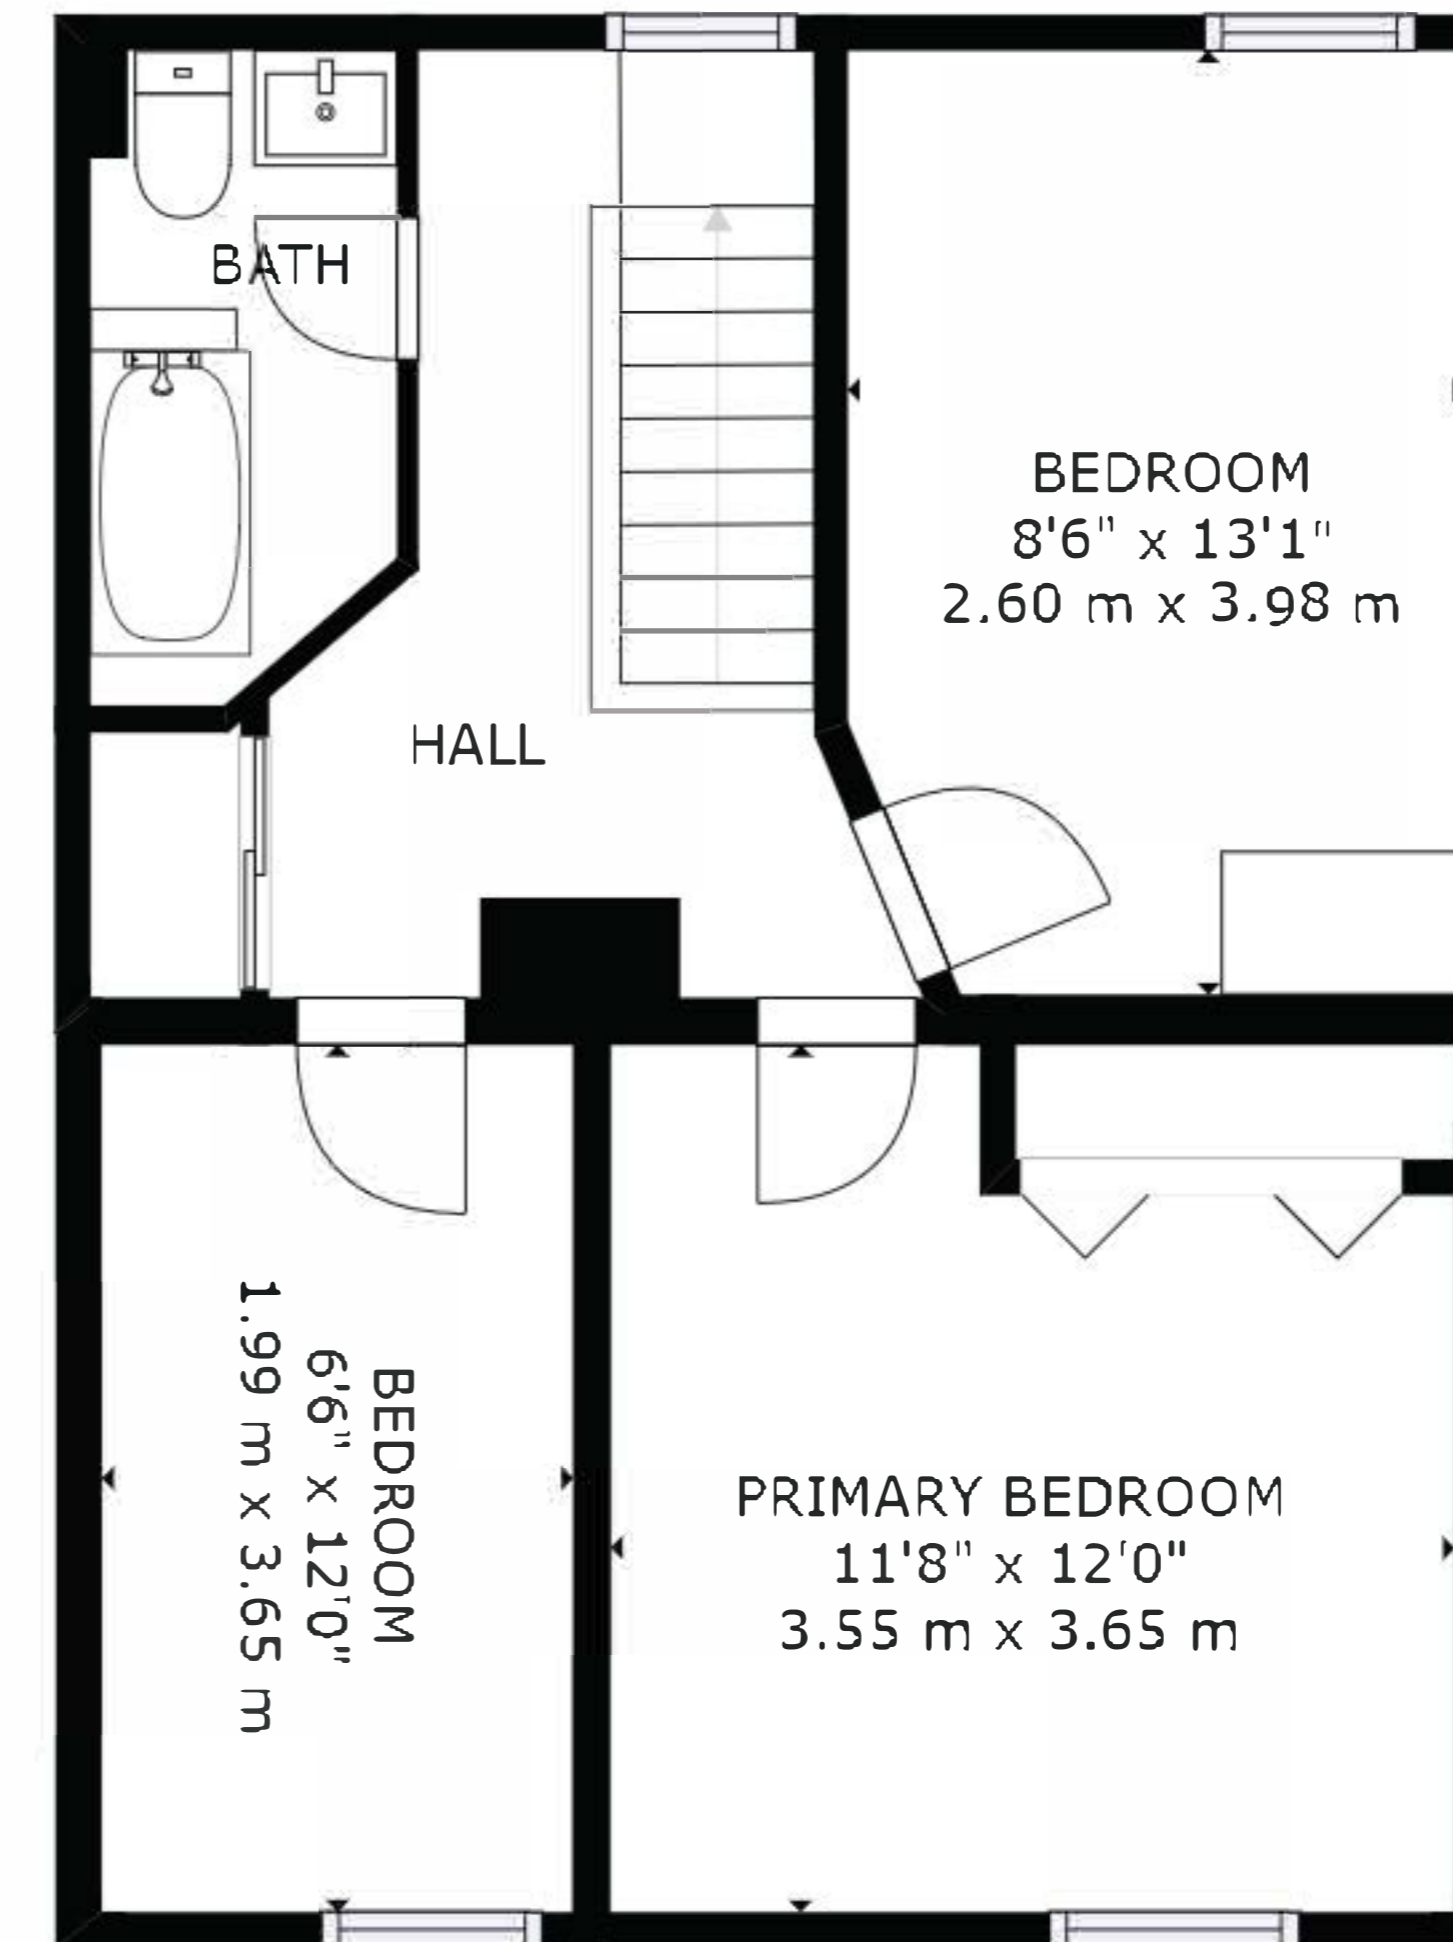 BATH
BEDROOM
8'6" x 13'1"
2.60 m x 3.98 m
HALL
BEDROOM
6'6" x 12'0"
1.99 m x 3.65 m
PRIMARY BEDROOM
11'8" x 12'0"
3.55 m x 3.65 m